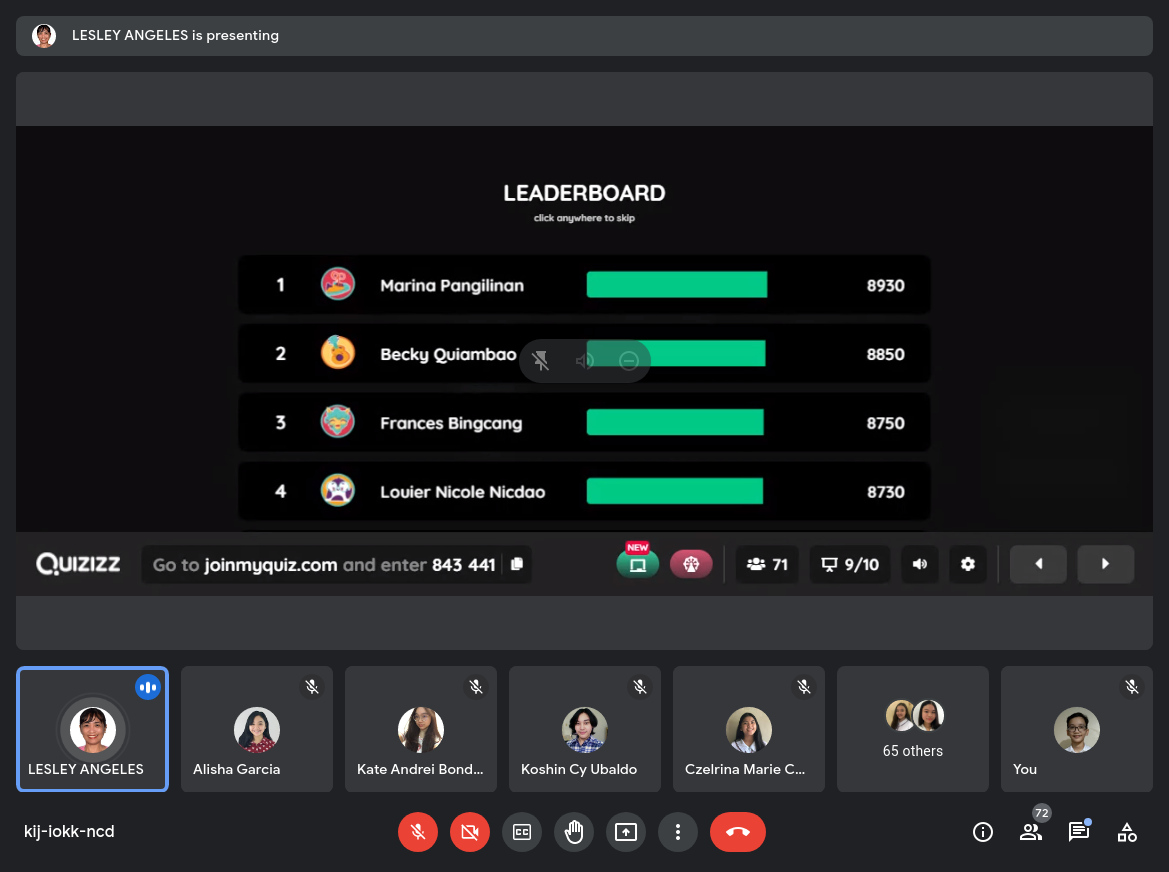 LESLEY ANGELES is presenting
LEADERBOARD
click anywhere to skip
1 Marina Pangilinan 8930
2 Becky Quiambao 8850
3 Frances Bingcang 8750
4 Louier Nicole Nicdao 8730
QUIZIZZ Go to joinmyquiz.com and enter 843 441 NEW 71 9/10
LESLEY ANGELES
Alisha Garcia
Kate Andrei Bond...
Koshin Cy Ubaldo
Czelrina Marie C...
65 others
You
kij-iokk-ncd
CC
72